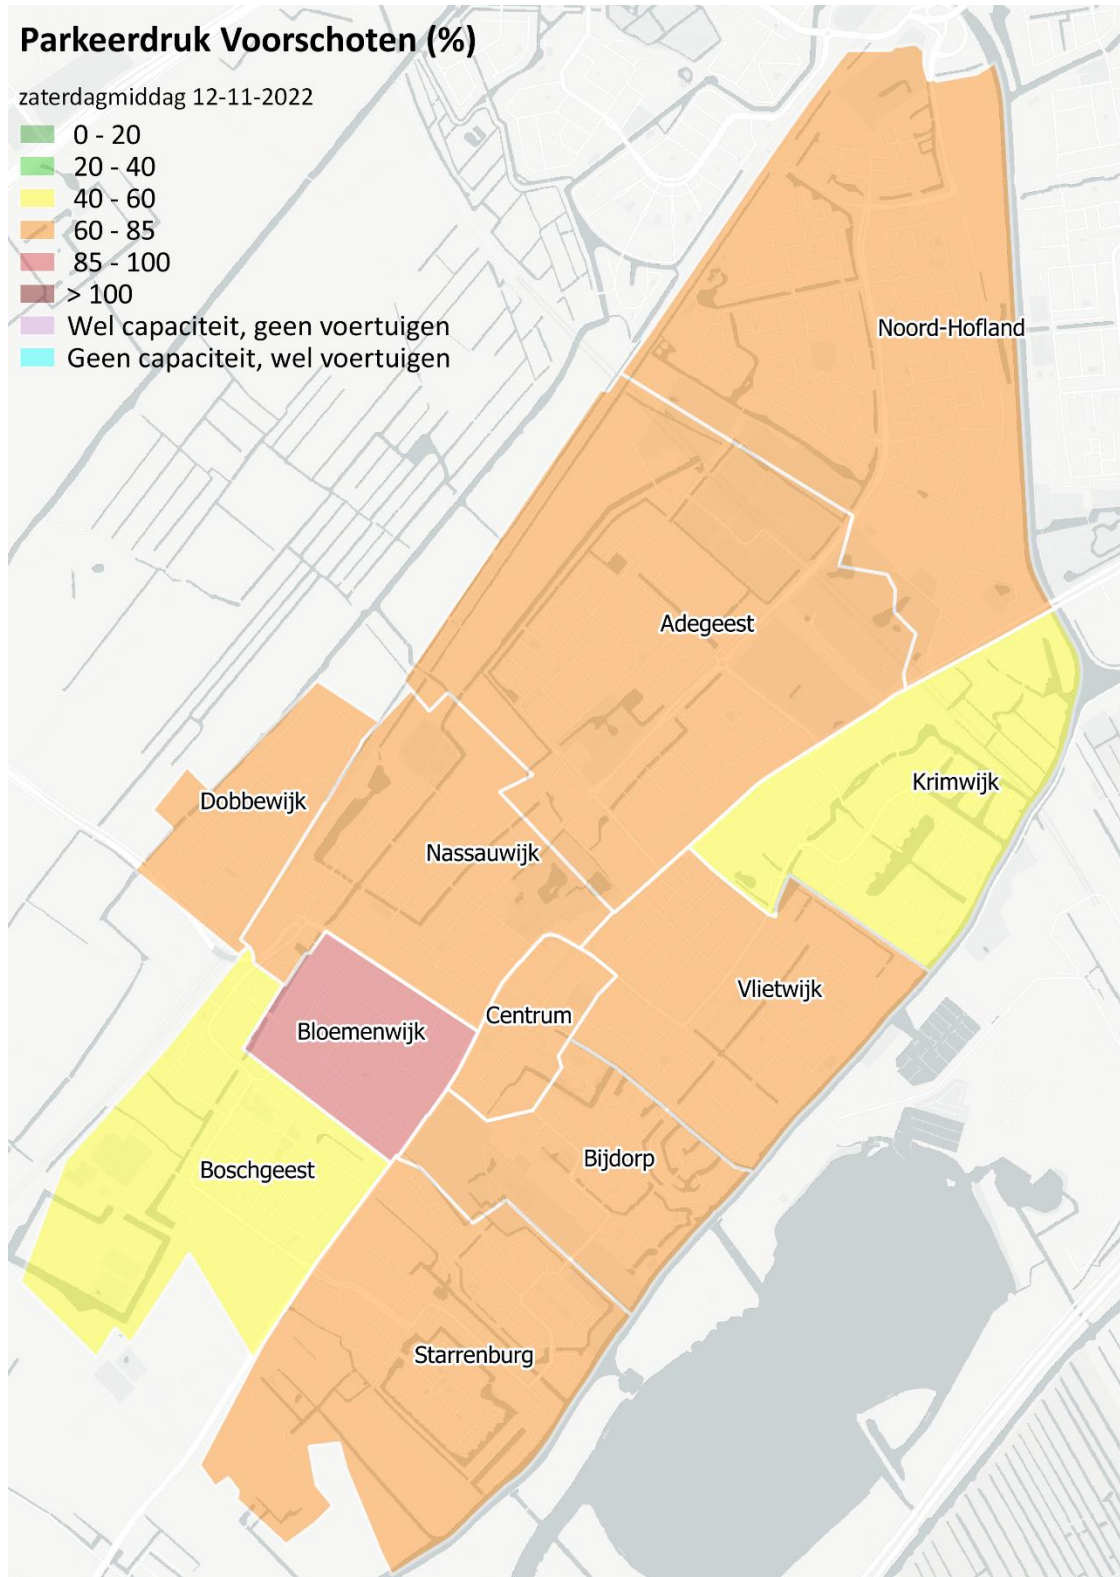 Parkeerdruk Voorschoten (%)
zaterdagmiddag 12-11-2022
0 - 20
20 - 40
40 - 60
60 - 85
85 - 100
> 100
Wel capaciteit, geen voertuigen
Geen capaciteit, wel voertuigen
Noord-Hofland
Adegeest
Krimwijk
Dobbewijk
Nassauwijk
Vlietwijk
Centrum
Bloemenwijk
Bijdorp
Boschgeest
Starrenburg